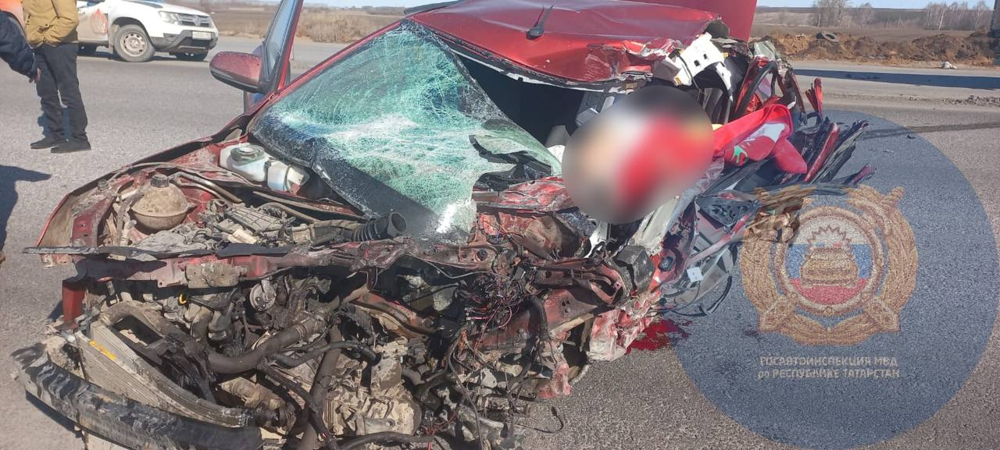 ГОСАВТОИНСПЕКЦИЯ МВД
по РЕСПУБЛИКЕ ТАТАРСТАН